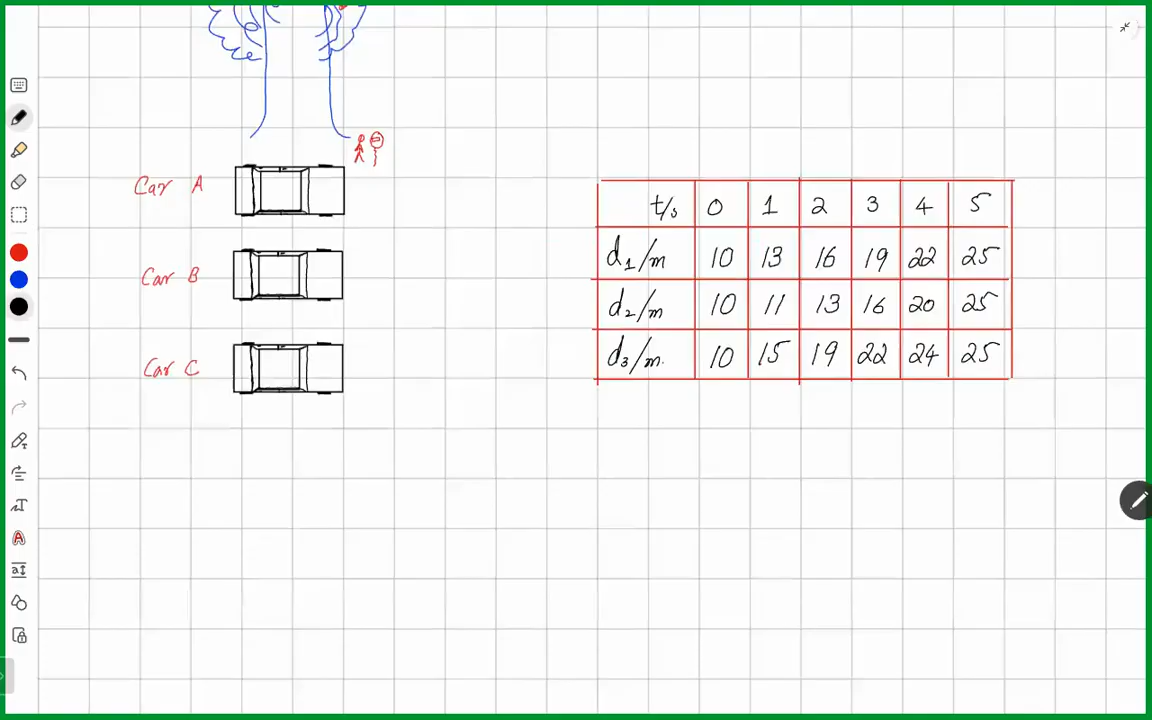 Car A
Car B
Car C
t/s 0 1 2 3 4 5
d₁/m 10 13 16 19 22 25
d₂/m 10 11 13 16 20 25
d₃/m. 10 15 19 22 24 25